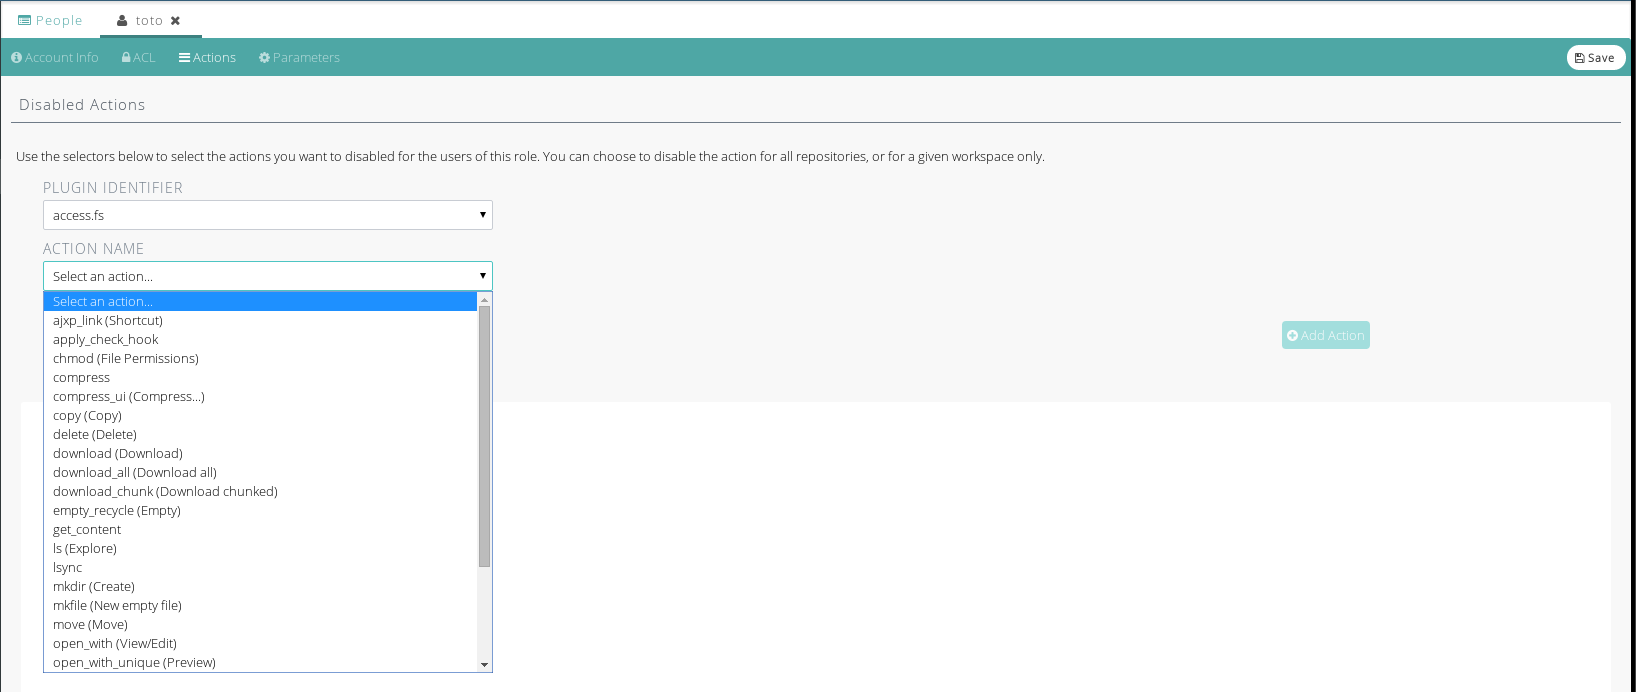 People toto
Account Info ACL Actions Parameters Save
Disabled Actions
Use the selectors below to select the actions you want to disabled for the users of this role. You can choose to disable the action for all repositories, or for a given workspace only.
PLUGIN IDENTIFIER
access.fs
ACTION NAME
Select an action...
Select an action...
ajxp_link (Shortcut)
Add Action
apply_check_hook
chmod (File Permissions)
compress
compress_ui (Compress...)
copy (Copy)
delete (Delete)
download (Download)
download_all (Download all)
download_chunk (Download chunked)
empty_recycle (Empty)
get_content
ls (Explore)
lsync
mkdir (Create)
mkfile (New empty file)
move (Move)
open_with (View/Edit)
open_with_unique (Preview)